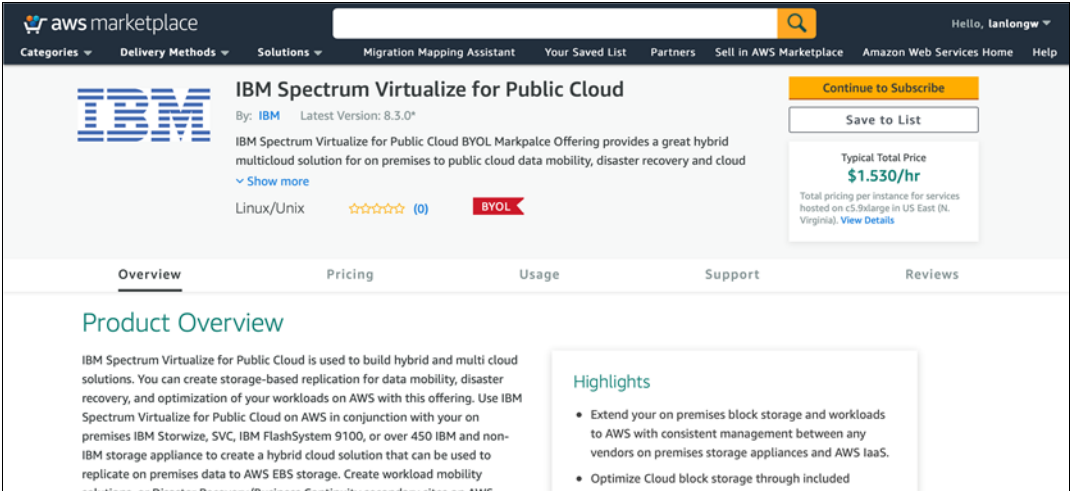 aws marketplace
Hello, lanlongw
Categories Delivery Methods Solutions Migration Mapping Assistant Your Saved List Partners Sell in AWS Marketplace Amazon Web Services Home Help
IBM
IBM Spectrum Virtualize for Public Cloud
By: IBM Latest Version: 8.3.0*
IBM Spectrum Virtualize for Public Cloud BYOL Markpalce Offering provides a great hybrid
multicloud solution for on premises to public cloud data mobility, disaster recovery and cloud
Show more
Linux/Unix (0) BYOL
Continue to Subscribe
Save to List
Typical Total Price
$1.530/hr
Total pricing per instance for services
hosted on c5.9xlarge in US East (N.
Virginia). View Details
Overview Pricing Usage Support Reviews
Product Overview
IBM Spectrum Virtualize for Public Cloud is used to build hybrid and multi cloud
solutions. You can create storage-based replication for data mobility, disaster
recovery, and optimization of your workloads on AWS with this offering. Use IBM
Spectrum Virtualize for Public Cloud on AWS in conjunction with your on
premises IBM Storwize, SVC, IBM FlashSystem 9100, or over 450 IBM and non-
IBM storage appliance to create a hybrid cloud solution that can be used to
replicate on premises data to AWS EBS storage. Create workload mobility
solutions, or Disaster Recovery/Business Continuity secondary sites on AWS
Highlights
• Extend your on premises block storage and workloads
to AWS with consistent management between any
vendors on premises storage appliances and AWS IaaS.
• Optimize Cloud block storage through included